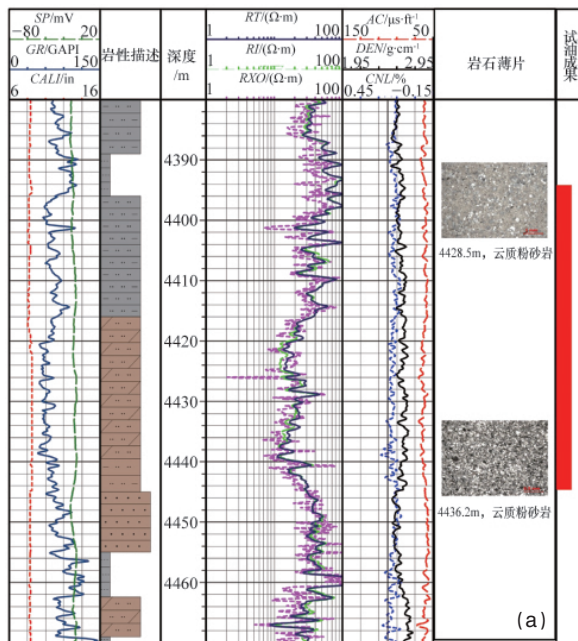 SP/mV
−80 20
GR/GAPI
0 150
CALI/in
6 16
岩性描述
深度
/m
RT/(Ω·m)
1 100
RI/(Ω·m)
1 100
RXO/(Ω·m)
1 100
AC/μs·ft⁻¹
150 50
DEN/g·cm⁻³
1.95 2.95
CNL/%
0.45 −0.15
岩石薄片
试油成果
4390
4400
4410
4420
4430
4440
4450
4460
4428.5m，云质粉砂岩
4436.2m，云质粉砂岩
(a)